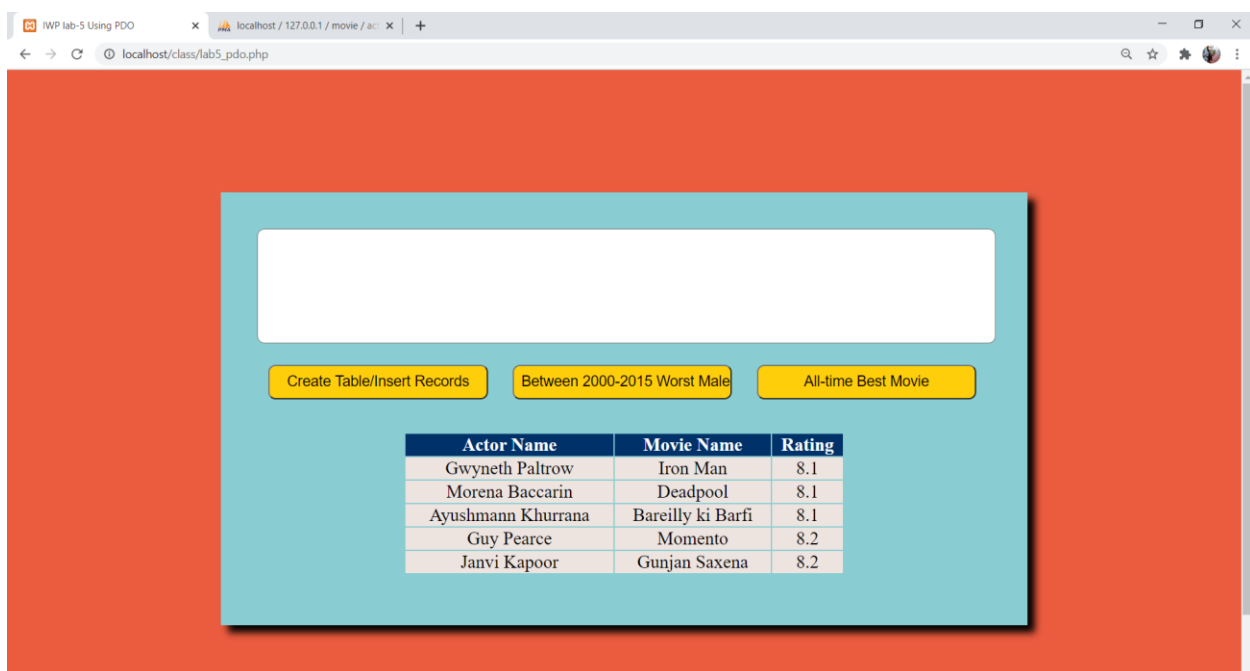 IWP lab-5 Using PDO
localhost / 127.0.0.1 / movie / ac
localhost/class/lab5_pdo.php
Create Table/Insert Records Between 2000-2015 Worst Male All-time Best Movie
Actor Name Movie Name Rating
Gwyneth Paltrow Iron Man 8.1
Morena Baccarin Deadpool 8.1
Ayushmann Khurrana Bareilly ki Barfi 8.1
Guy Pearce Momento 8.2
Janvi Kapoor Gunjan Saxena 8.2